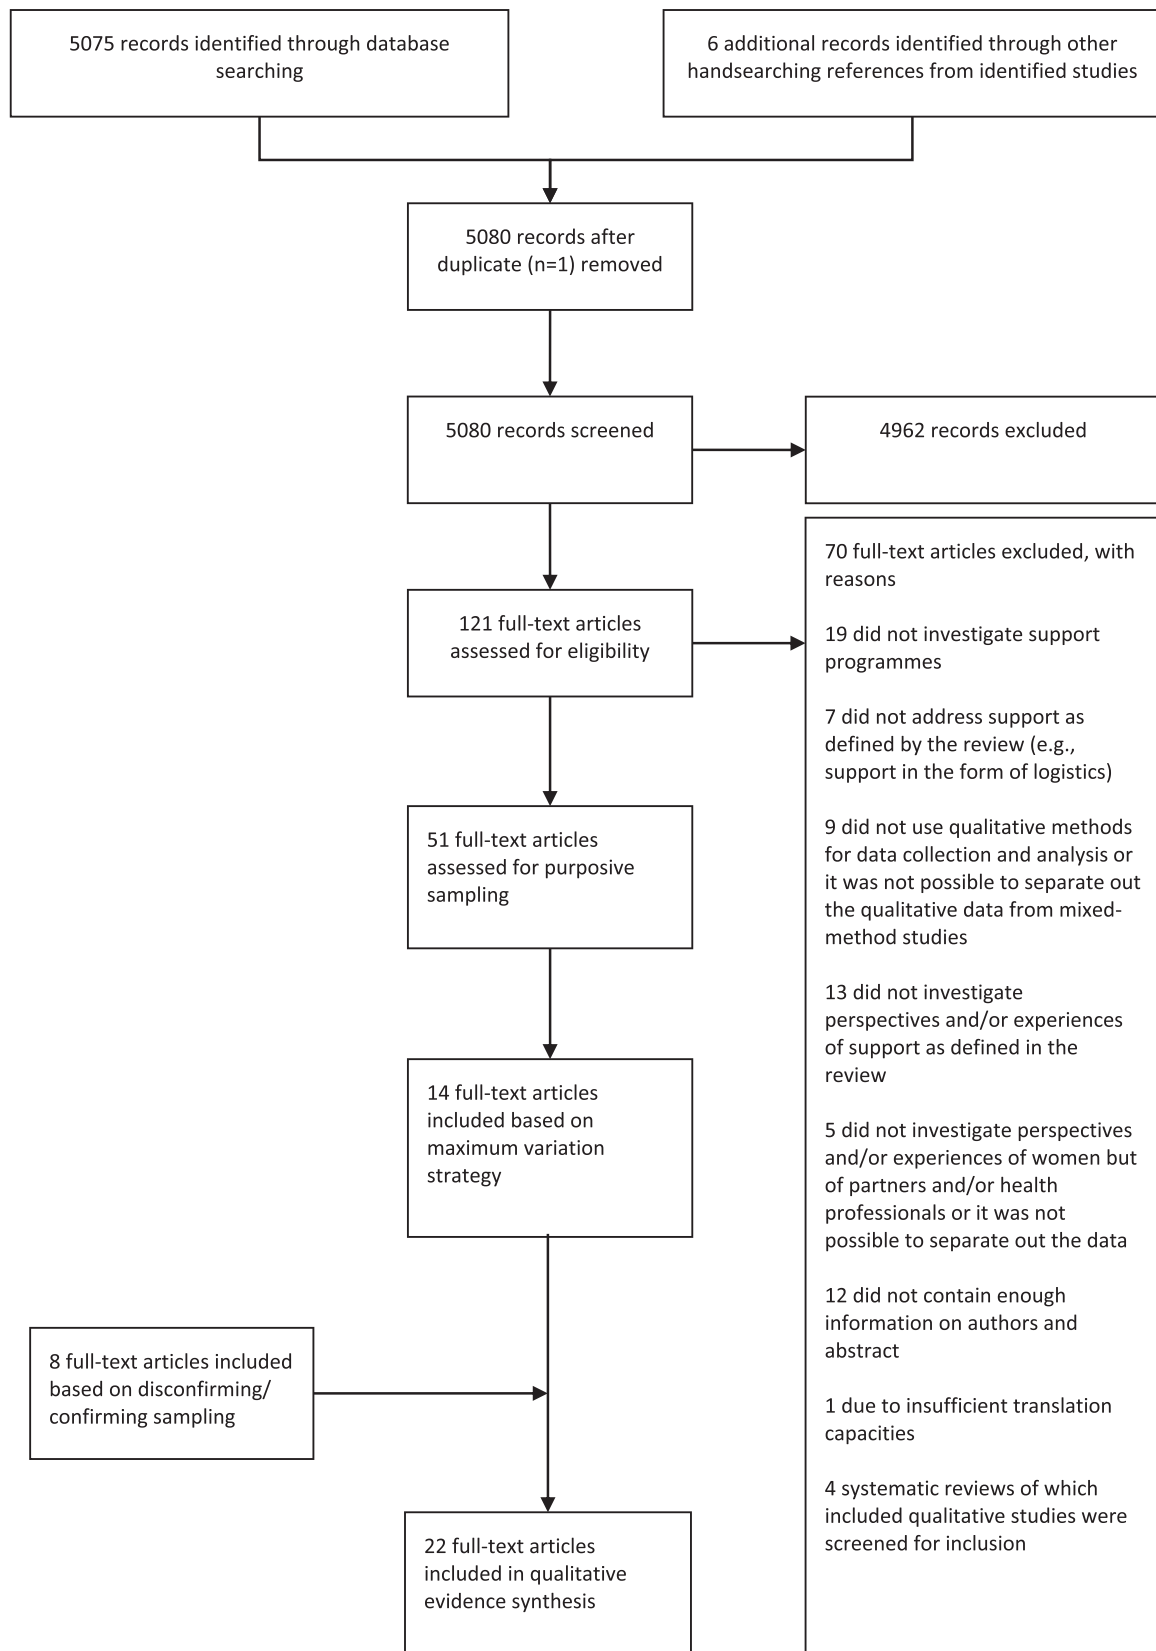 5075 records identified through database
searching
6 additional records identified through other
handsearching references from identified studies
5080 records after
duplicate (n=1) removed
5080 records screened
4962 records excluded
121 full-text articles
assessed for eligibility
70 full-text articles excluded, with
reasons
19 did not investigate support
programmes
7 did not address support as
defined by the review (e.g.,
support in the form of logistics)
9 did not use qualitative methods
for data collection and analysis or
it was not possible to separate out
the qualitative data from mixed-
method studies
13 did not investigate
perspectives and/or experiences
of support as defined in the
review
5 did not investigate perspectives
and/or experiences of women but
of partners and/or health
professionals or it was not
possible to separate out the data
12 did not contain enough
information on authors and
abstract
1 due to insufficient translation
capacities
4 systematic reviews of which
included qualitative studies were
screened for inclusion
51 full-text articles
assessed for purposive
sampling
14 full-text articles
included based on
maximum variation
strategy
8 full-text articles included
based on disconfirming/
confirming sampling
22 full-text articles
included in qualitative
evidence synthesis